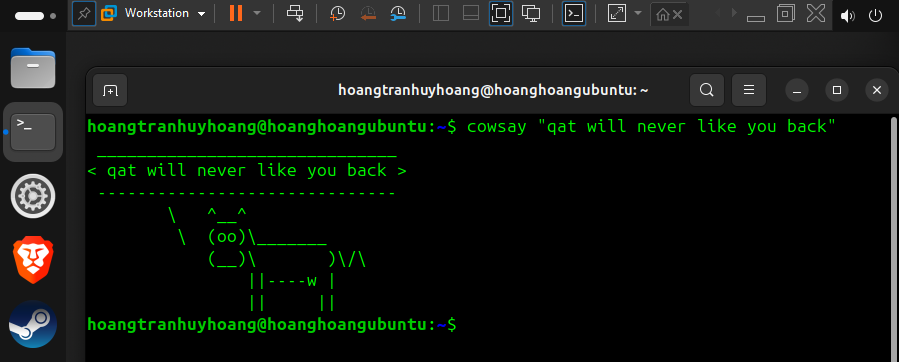 Workstation
hoangtranhuyhoang@hoanghoangubuntu: ~
hoangtranhuyhoang@hoanghoangubuntu:~$ cowsay "qat will never like you back"
 ______________________________
< qat will never like you back >
 ------------------------------
        \   ^__^
         \  (oo)\_______
            (__)\       )\/\
                ||----w |
                ||     ||
hoangtranhuyhoang@hoanghoangubuntu:~$